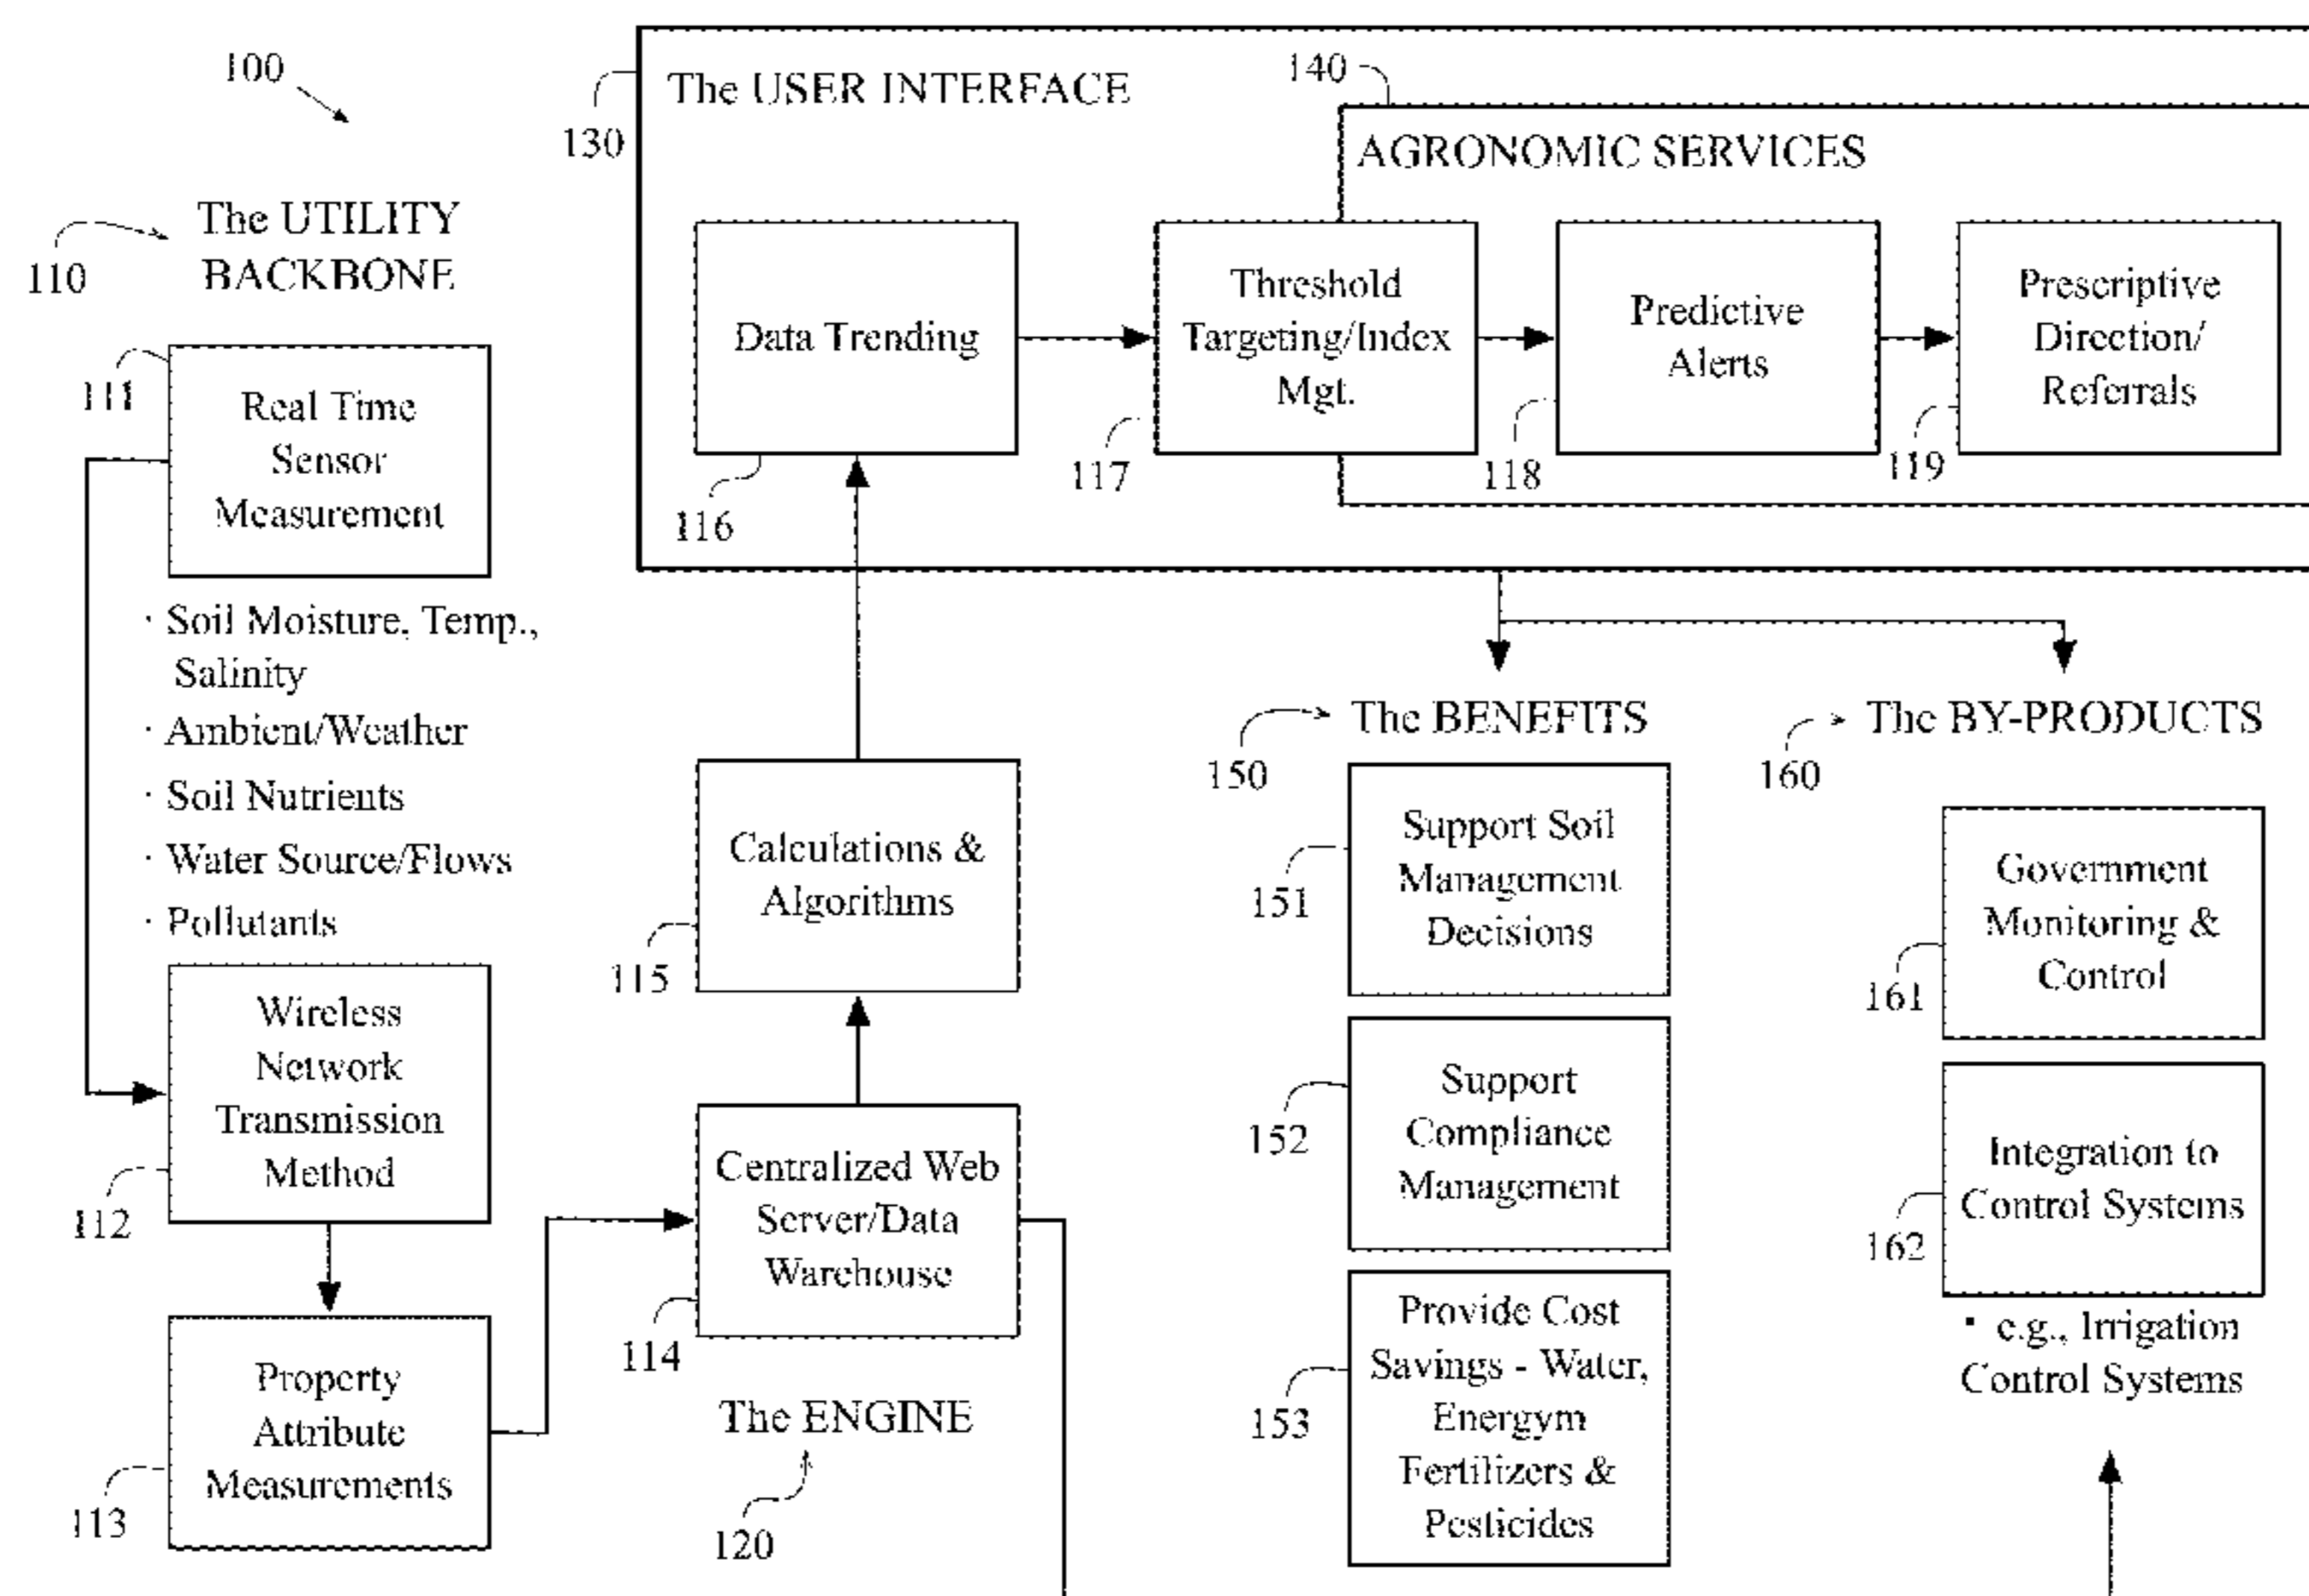 100
130
The USER INTERFACE
140
AGRONOMIC SERVICES
The UTILITY
BACKBONE
110
111
Real Time
Sensor
Measurement
· Soil Moisture, Temp.,
Salinity
· Ambient/Weather
· Soil Nutrients
· Water Source/Flows
· Pollutants
Wireless
Network
Transmission
Method
112
Property
Attribute
Measurements
113
Data Trending
116
Threshold
Targeting/Index
Mgt.
117
Predictive
Alerts
118
Prescriptive
Direction/
Referrals
119
Calculations &
Algorithms
115
Centralized Web
Server/Data
Warehouse
114
The ENGINE
120
150
The BENEFITS
Support Soil
Management
Decisions
151
Support
Compliance
Management
152
Provide Cost
Savings - Water,
Energym
Fertilizers &
Pesticides
153
160
The BY-PRODUCTS
Government
Monitoring &
Control
161
Integration to
Control Systems
162
▪ e.g., Irrigation
Control Systems